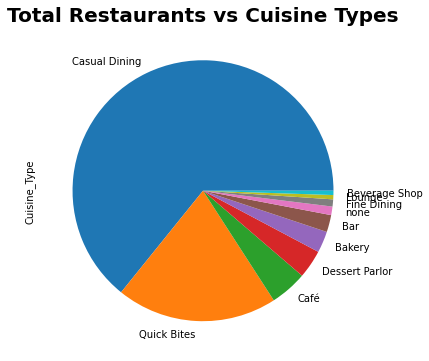 Total Restaurants vs Cuisine Types
Casual Dining
Cuisine_Type
Beverage Shop
Lounge
Fine Dining
none
Bar
Bakery
Dessert Parlor
Café
Quick Bites